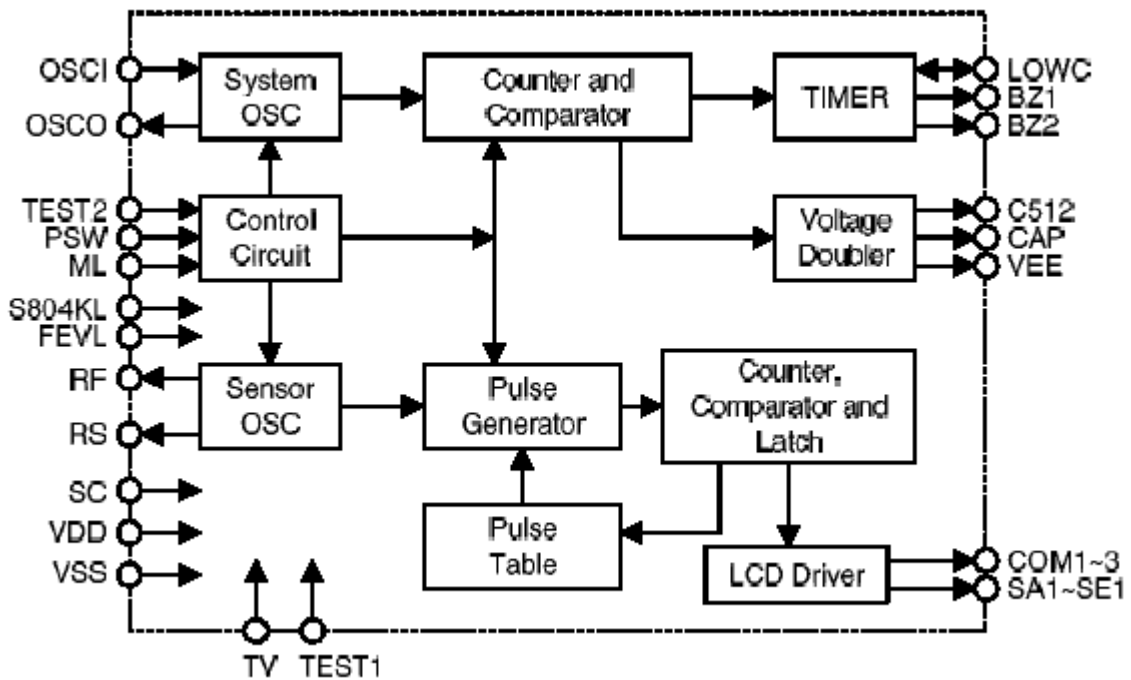 OSCI
OSCO
TEST2
PSW
ML
S804KL
FEVL
RF
RS
SC
VDD
VSS
System
OSC
Control
Circuit
Sensor
OSC
Counter and
Comparator
Pulse
Generator
Pulse
Table
TIMER
Voltage
Doubler
Counter,
Comparator and
Latch
LCD Driver
LOWC
BZ1
BZ2
C512
CAP
VEE
COM1~3
SA1~SE1
TV
TEST1